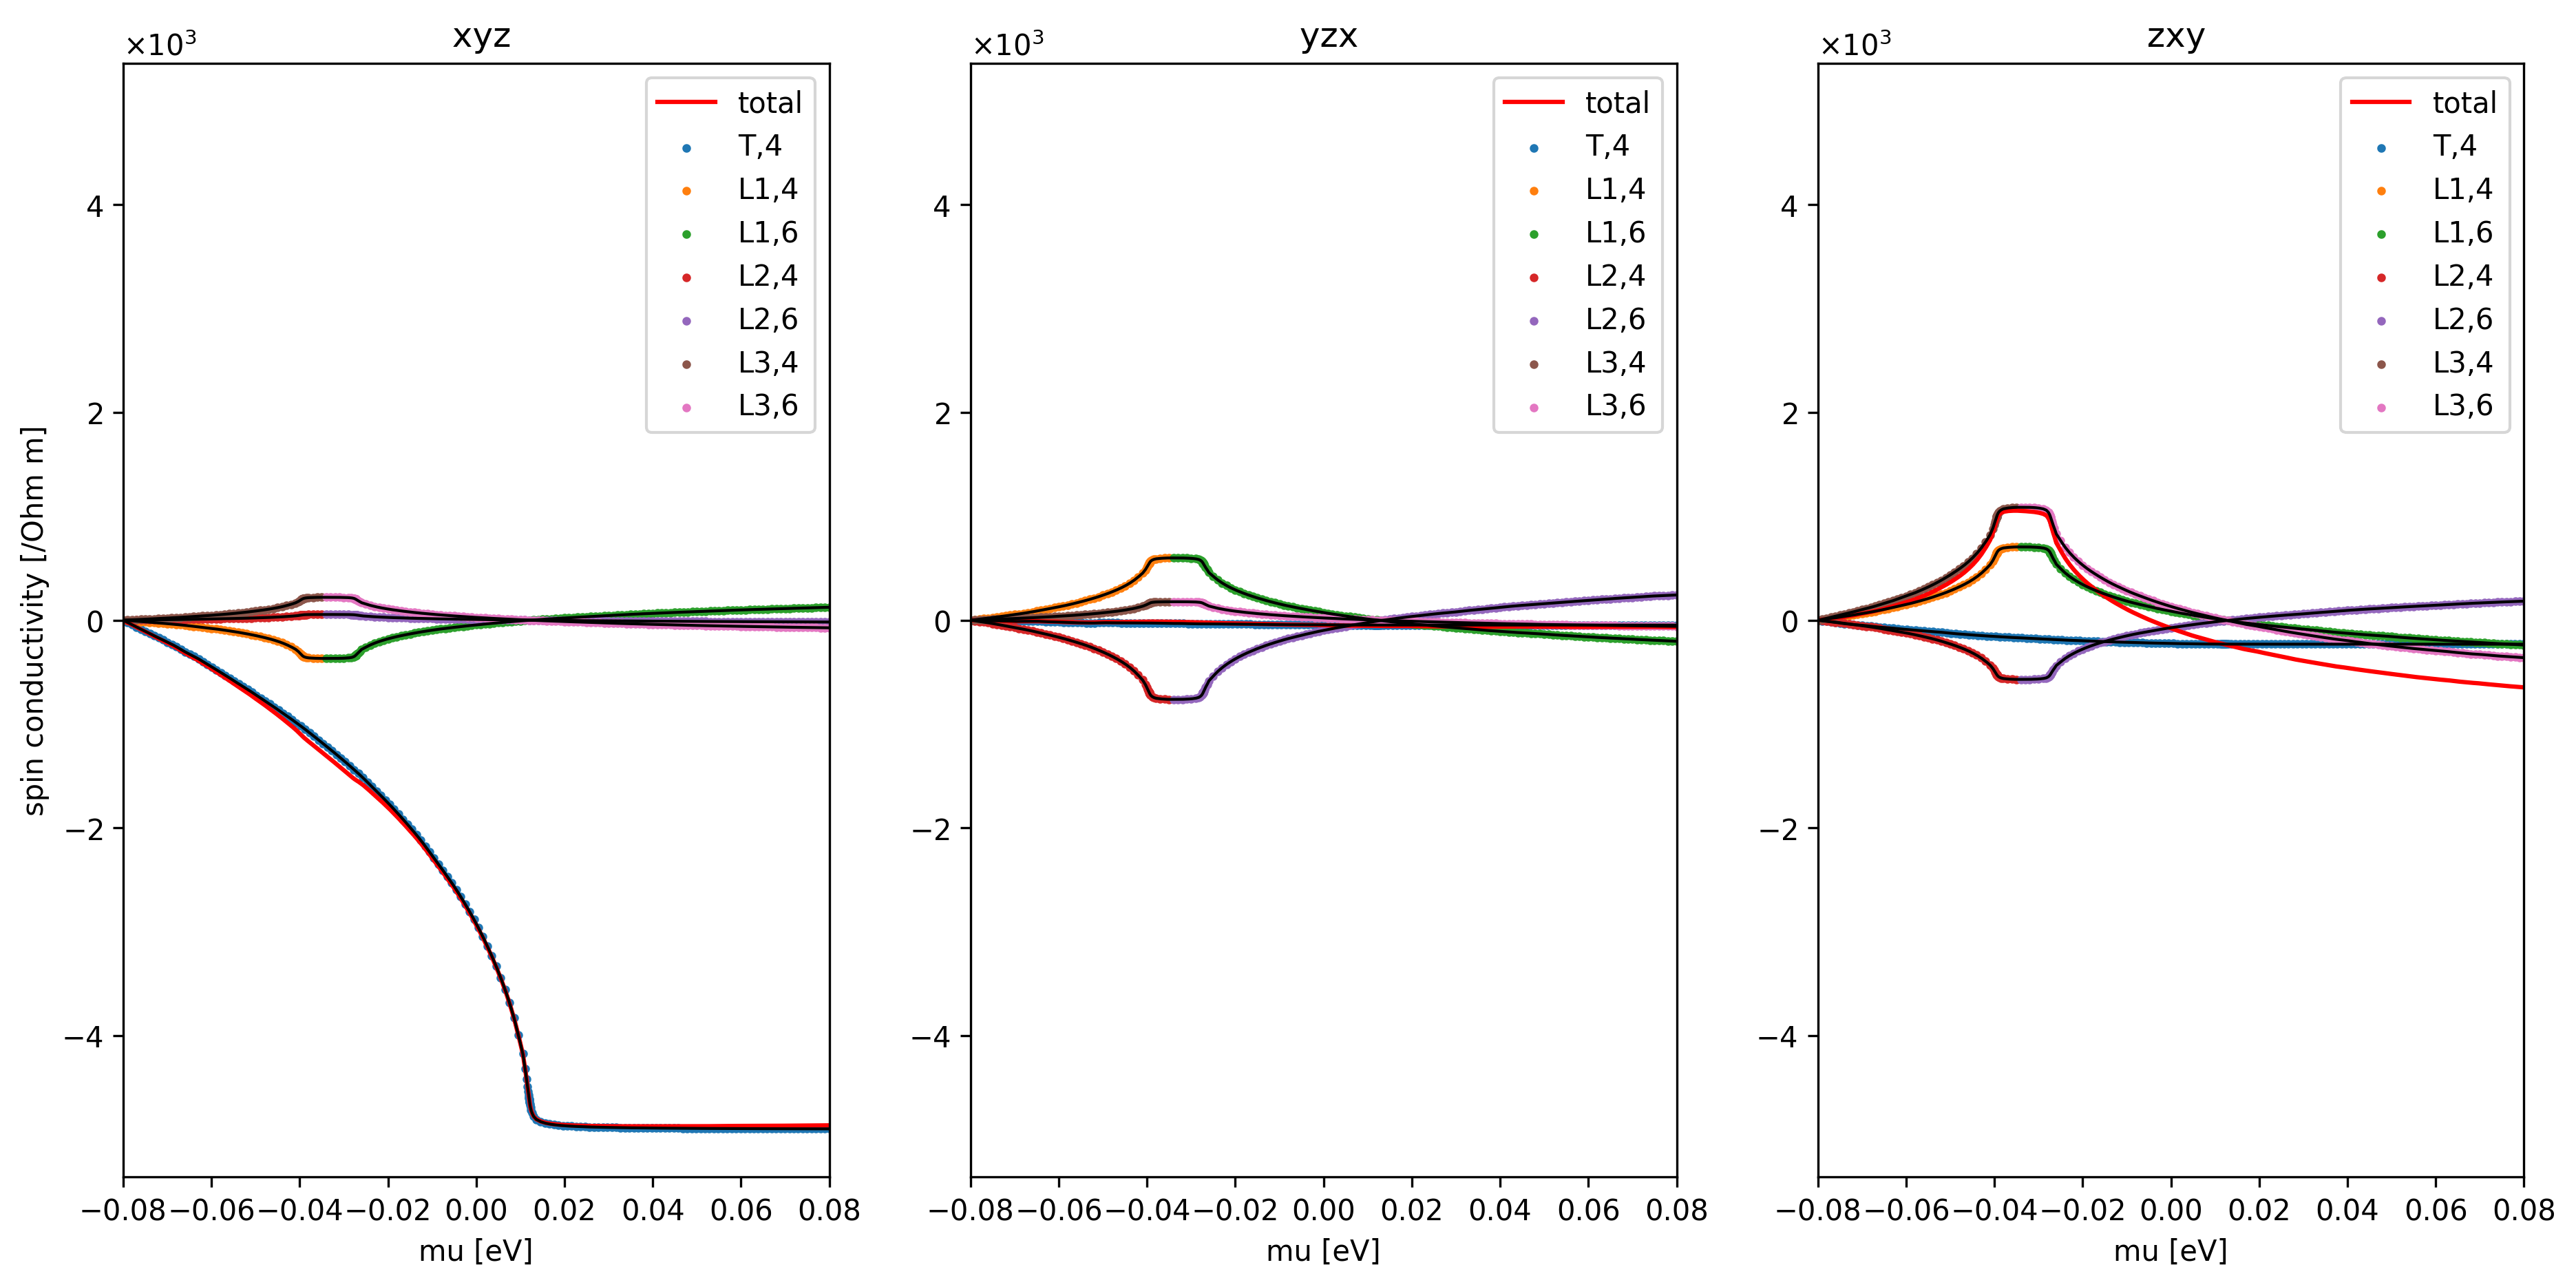 ×10³ xyz
total
T,4
L1,4
L1,6
L2,4
L2,6
L3,4
L3,6
4
2
0
−2
−4
spin conductivity [/Ohm m]
−0.08 −0.06 −0.04 −0.02 0.00 0.02 0.04 0.06 0.08
mu [eV]
×10³ yzx
total
T,4
L1,4
L1,6
L2,4
L2,6
L3,4
L3,6
4
2
0
−2
−4
−0.08 −0.06 −0.04 −0.02 0.00 0.02 0.04 0.06 0.08
mu [eV]
×10³ zxy
total
T,4
L1,4
L1,6
L2,4
L2,6
L3,4
L3,6
4
2
0
−2
−4
−0.08 −0.06 −0.04 −0.02 0.00 0.02 0.04 0.06 0.08
mu [eV]